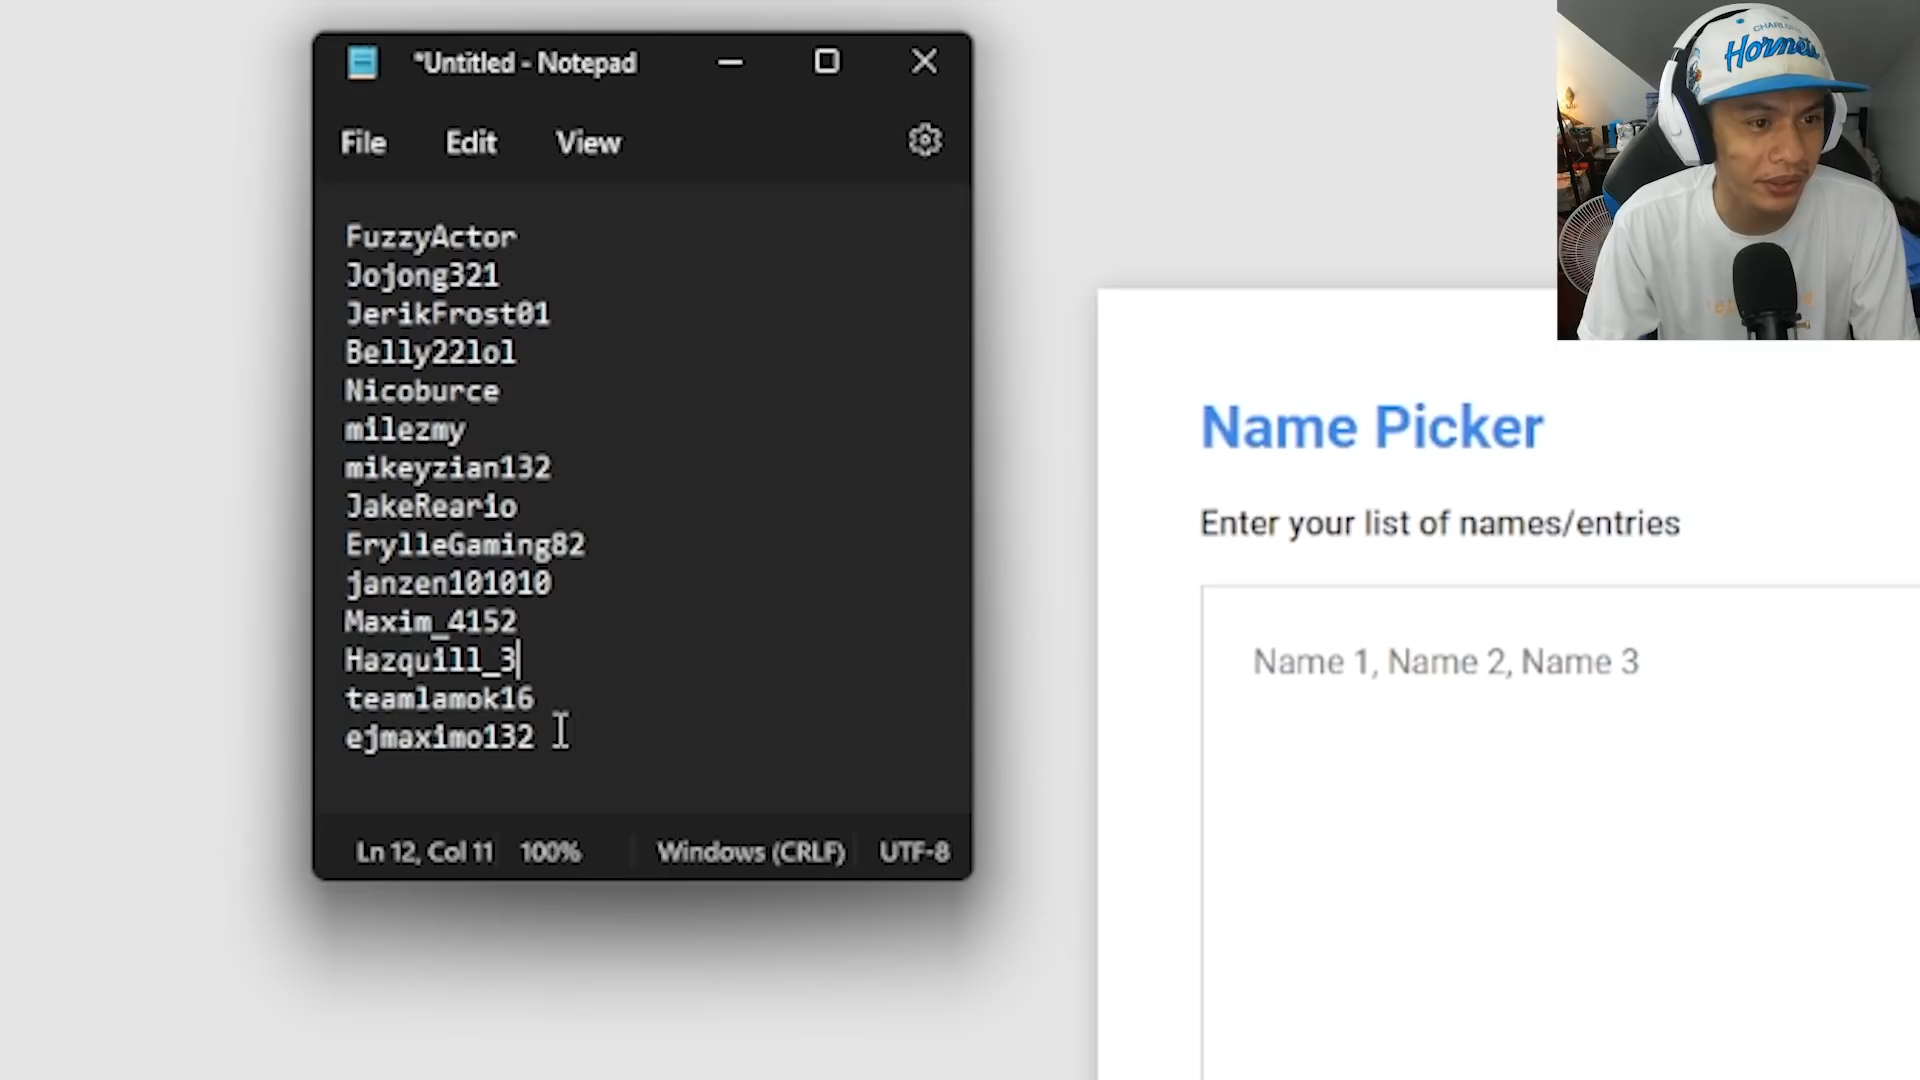 *Untitled - Notepad
File Edit View
FuzzyActor
Jojong321
JerikFrost01
Belly22lol
Nicoburce
milezmy
mikeyzian132
JakeReario
ErylleGaming82
janzen101010
Maxim_4152
Hazquill_3
teamlamok16
ejmaximo132
Ln 12, Col 11 100% Windows (CRLF) UTF-8
Name Picker
Enter your list of names/entries
Name 1, Name 2, Name 3
Hornets